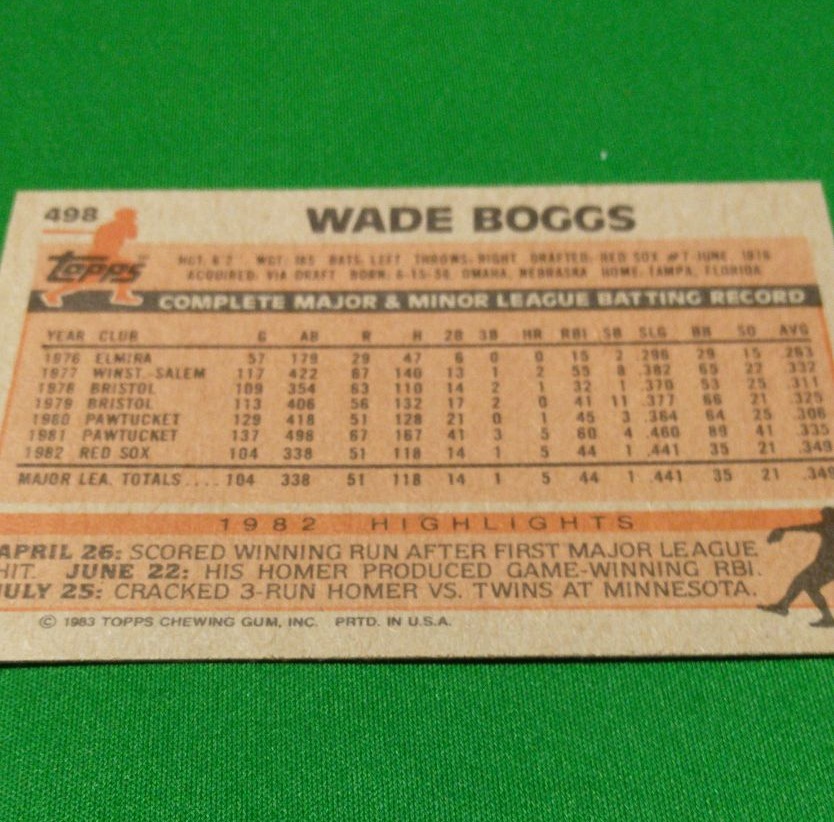 498
WADE BOGGS
Topps
HGT: 6'2" WGT: 185 BATS: LEFT THROWS: RIGHT DRAFTED: RED SOX #7-JUNE, 1976
ACQUIRED: VIA DRAFT BORN: 6-15-58 OMAHA, NEBRASKA HOME: TAMPA, FLORIDA
COMPLETE MAJOR & MINOR LEAGUE BATTING RECORD
YEAR CLUB G AB R H 2B 3B HR RBI SB SLG BB SO AVG
1976 ELMIRA 57 179 29 47 6 0 0 15 2 .296 29 15 .263
1977 WINST.-SALEM 117 422 67 140 13 1 2 55 8 .382 65 22 .332
1978 BRISTOL 109 354 63 110 14 2 1 32 1 .370 53 25 .311
1979 BRISTOL 113 406 56 132 17 2 0 41 11 .377 66 21 .325
1980 PAWTUCKET 129 418 51 128 21 0 1 45 3 .364 64 25 .306
1981 PAWTUCKET 137 498 67 167 41 3 5 60 4 .460 89 41 .335
1982 RED SOX 104 338 51 118 14 1 5 44 1 .441 35 21 .349
MAJOR LEA. TOTALS.... 104 338 51 118 14 1 5 44 1 .441 35 21 .349
1982 HIGHLIGHTS
APRIL 26: SCORED WINNING RUN AFTER FIRST MAJOR LEAGUE
HIT. JUNE 22: HIS HOMER PRODUCED GAME-WINNING RBI.
JULY 25: CRACKED 3-RUN HOMER VS. TWINS AT MINNESOTA.
© 1983 TOPPS CHEWING GUM, INC. PRTD. IN U.S.A.